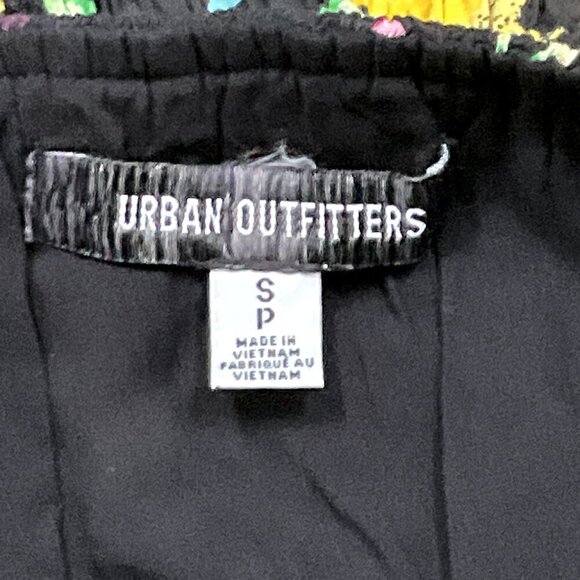 URBAN OUTFITTERS
S
P
MADE IN
VIETNAM
FABRIQUÉ AU
VIETNAM